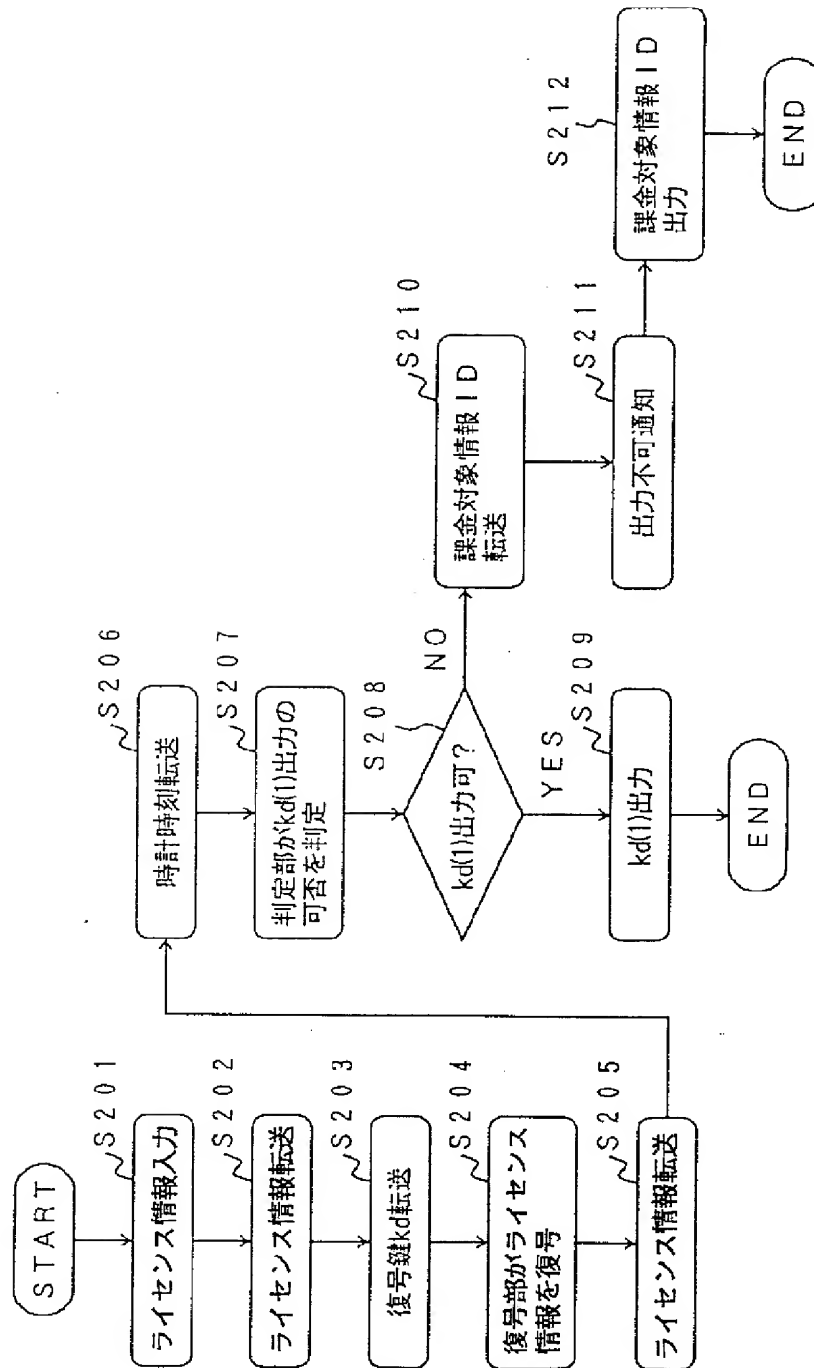 START
S201
ライセンス情報入力
S202
ライセンス情報転送
S203
復号鍵kd転送
S204
復号部がライセンス
情報を復号
S205
ライセンス情報転送
S206
時計時刻転送
S207
判定部がkd(1)出力の
可否を判定
S208
kd(1)出力可?
NO
YES
S209
kd(1)出力
END
S210
課金対象情報ID
転送
S211
出力不可通知
S212
課金対象情報ID
出力
END